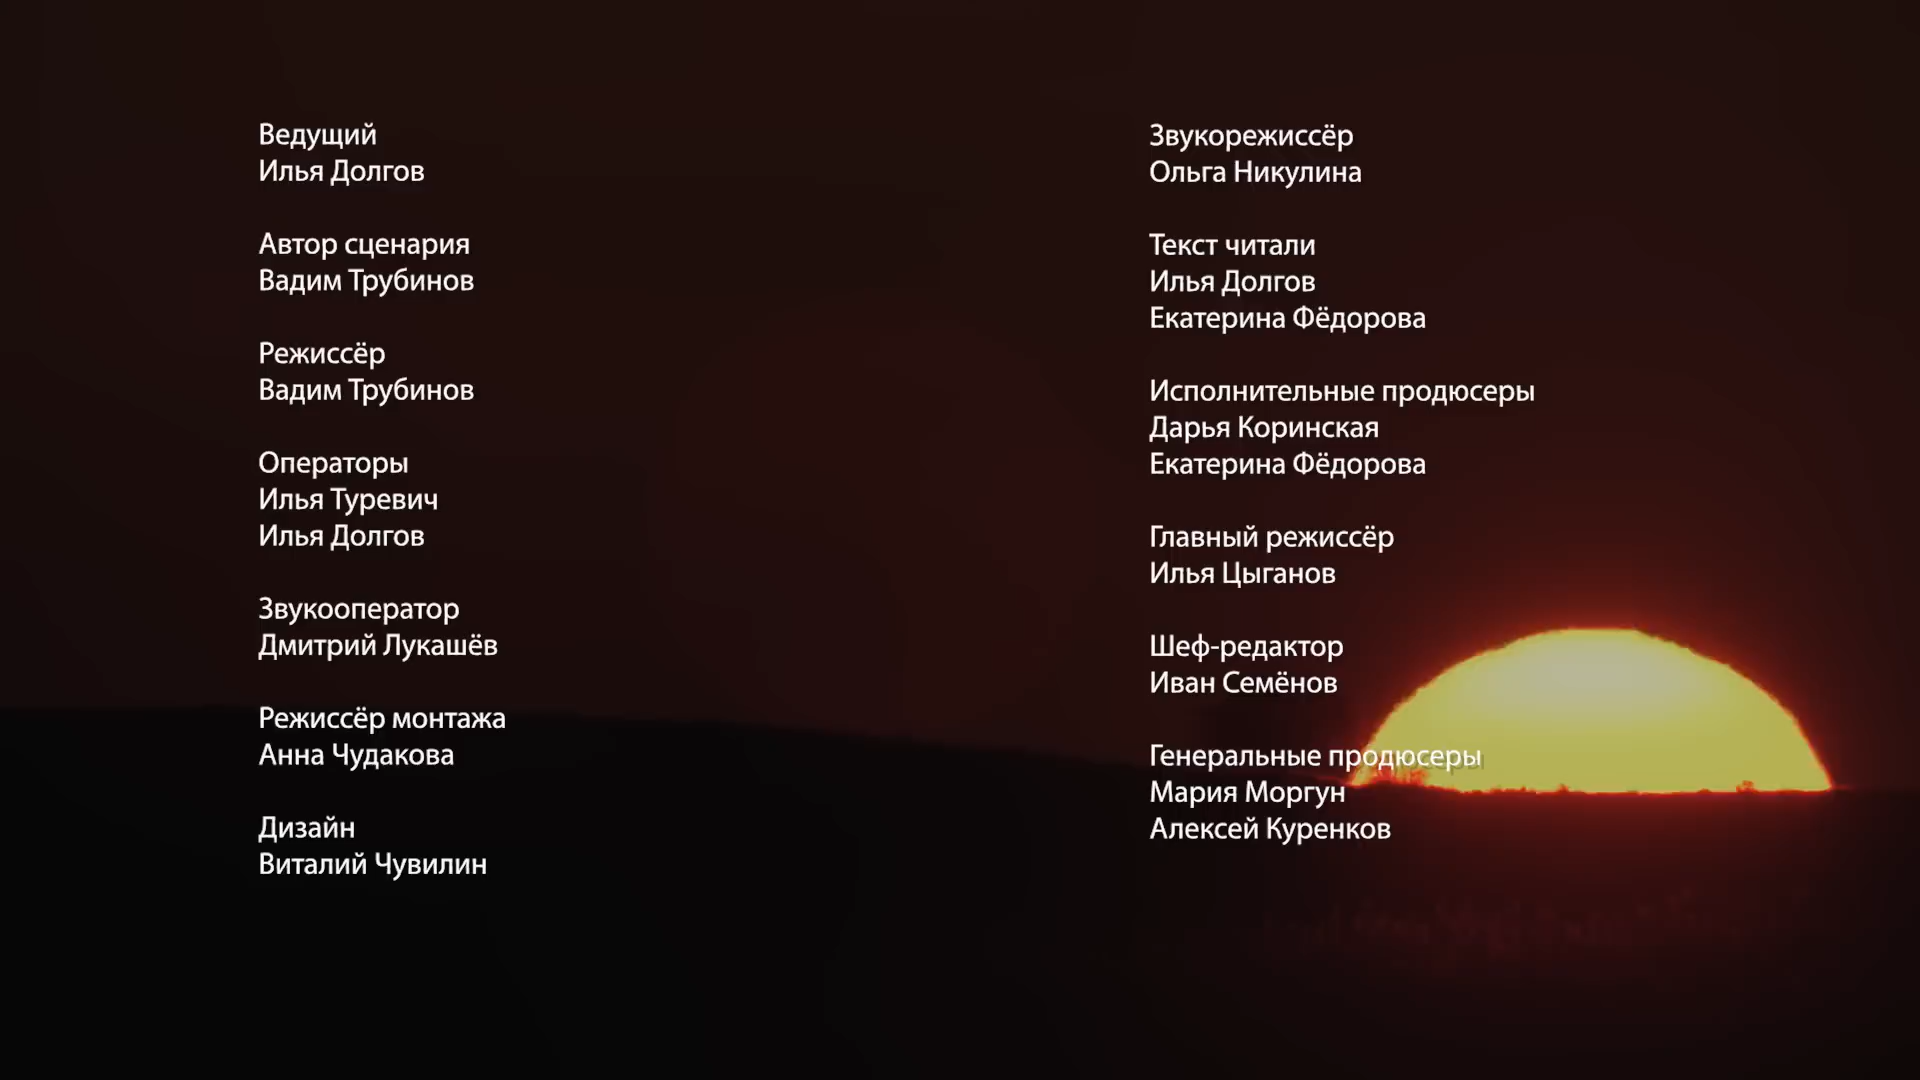 Ведущий
Илья Долгов
Автор сценария
Вадим Трубинов
Режиссёр
Вадим Трубинов
Операторы
Илья Туревич
Илья Долгов
Звукооператор
Дмитрий Лукашёв
Режиссёр монтажа
Анна Чудакова
Дизайн
Виталий Чувилин
Звукорежиссёр
Ольга Никулина
Текст читали
Илья Долгов
Екатерина Фёдорова
Исполнительные продюсеры
Дарья Коринская
Екатерина Фёдорова
Главный режиссёр
Илья Цыганов
Шеф-редактор
Иван Семёнов
Генеральные продюсеры
Мария Моргун
Алексей Куренков